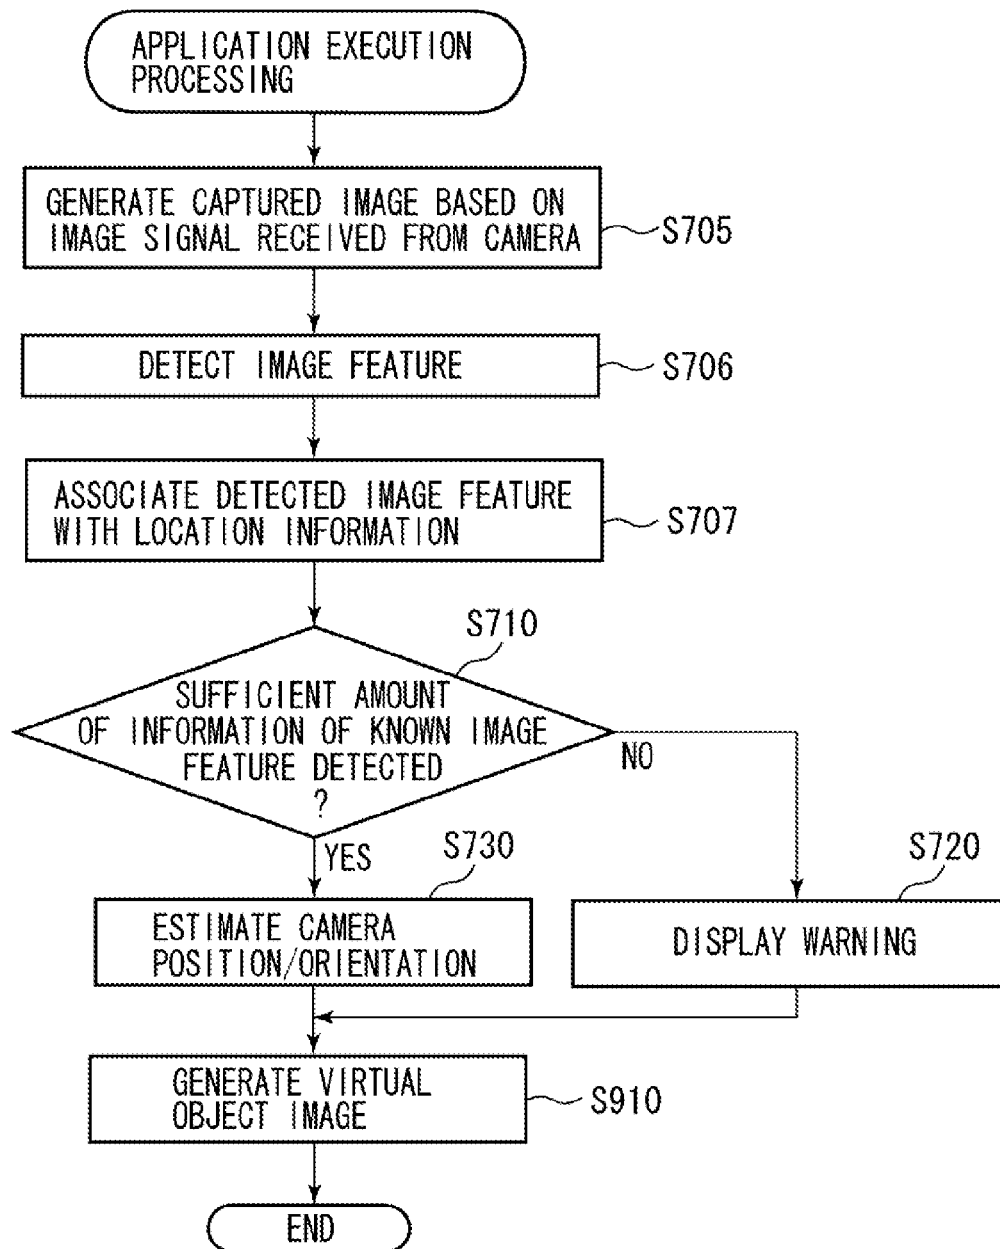 APPLICATION EXECUTION
PROCESSING
GENERATE CAPTURED IMAGE BASED ON
IMAGE SIGNAL RECEIVED FROM CAMERA
S705
DETECT IMAGE FEATURE
S706
ASSOCIATE DETECTED IMAGE FEATURE
WITH LOCATION INFORMATION
S707
S710
SUFFICIENT AMOUNT
OF INFORMATION OF KNOWN IMAGE
FEATURE DETECTED
?
NO
YES
S730
S720
ESTIMATE CAMERA
POSITION/ORIENTATION
DISPLAY WARNING
GENERATE VIRTUAL
OBJECT IMAGE
S910
END